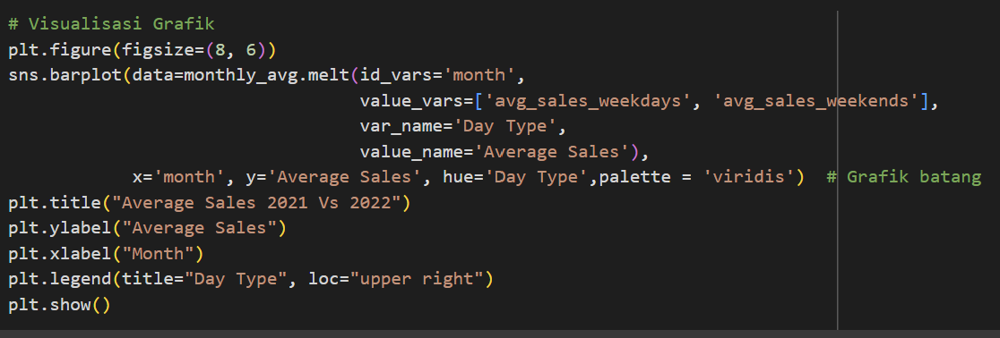 # Visualisasi Grafik
plt.figure(figsize=(8, 6))
sns.barplot(data=monthly_avg.melt(id_vars='month',
                                  value_vars=['avg_sales_weekdays', 'avg_sales_weekends'],
                                  var_name='Day Type',
                                  value_name='Average Sales'),
            x='month', y='Average Sales', hue='Day Type',palette = 'viridis')  # Grafik batang
plt.title("Average Sales 2021 Vs 2022")
plt.ylabel("Average Sales")
plt.xlabel("Month")
plt.legend(title="Day Type", loc="upper right")
plt.show()